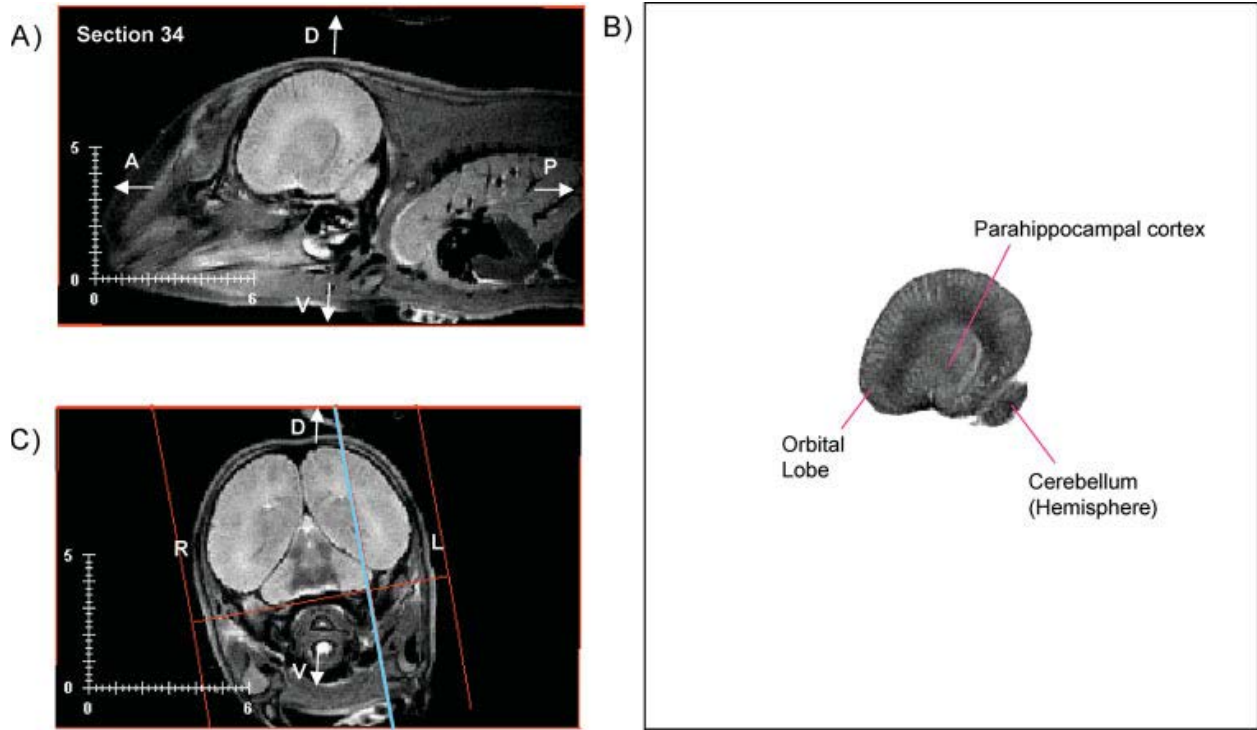 A)
Section 34
D
A
P
5
0
0
6
V
B)
Parahippocampal cortex
Orbital
Lobe
Cerebellum
(Hemisphere)
C)
D
R
L
5
0
0
6
V